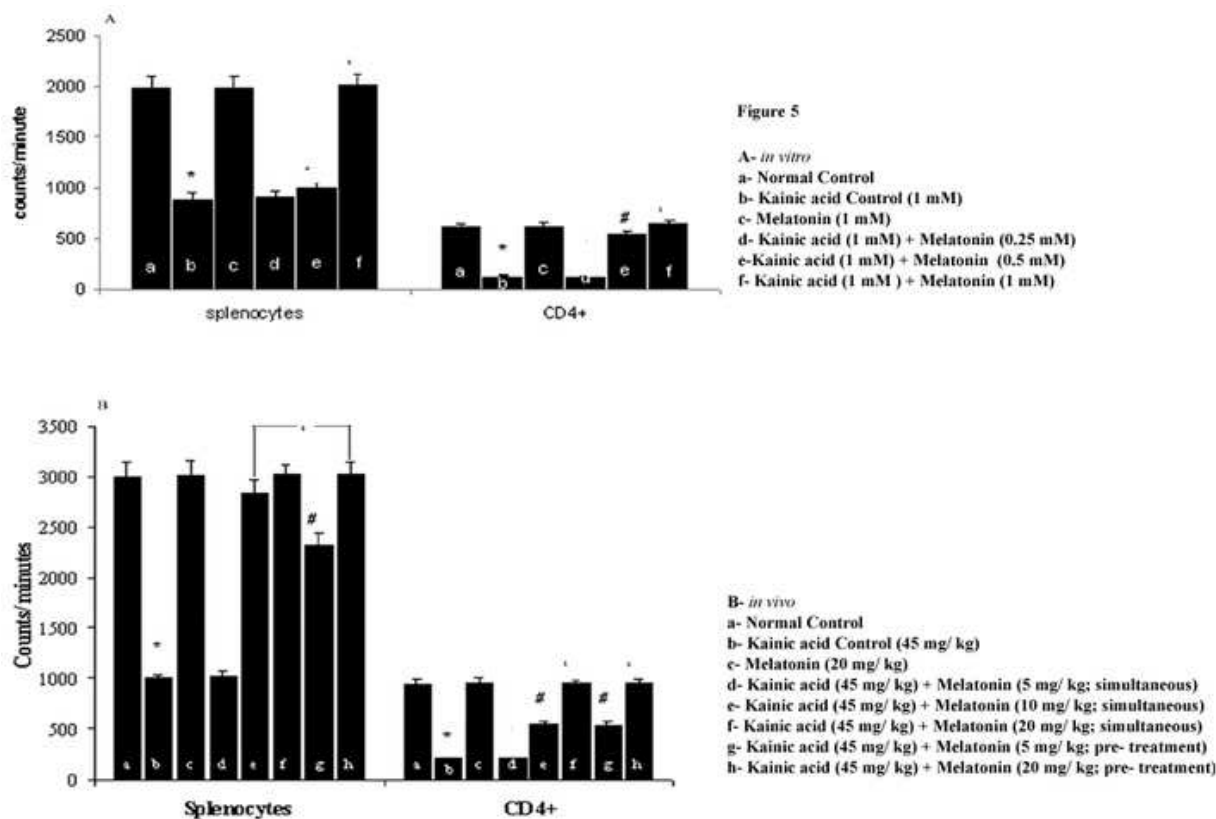 A
counts/minute
2000
1500
1000
500
0
*
a
b
c
d
e
f
*
#
a
b
c
d
e
f
splenocytes
CD4+
Figure 5
A- in vitro
a- Normal Control
b- Kainic acid Control (1 mM)
c- Melatonin (1 mM)
d- Kainic acid (1 mM) + Melatonin (0.25 mM)
e-Kainic acid (1 mM) + Melatonin (0.5 mM)
f- Kainic acid (1 mM ) + Melatonin (1 mM)
B
Counts/ minutes
3500
3000
2500
2000
1500
1000
500
0
*
#
a
b
c
d
e
f
g
h
*
#
#
a
b
c
d
e
f
g
h
Splenocytes
CD4+
B- in vivo
a- Normal Control
b- Kainic acid Control (45 mg/ kg)
c- Melatonin (20 mg/ kg)
d- Kainic acid (45 mg/ kg) + Melatonin (5 mg/ kg; simultaneous)
e- Kainic acid (45 mg/ kg) + Melatonin (10 mg/ kg; simultaneous)
f- Kainic acid (45 mg/ kg) + Melatonin (20 mg/ kg; simultaneous)
g- Kainic acid (45 mg/ kg) + Melatonin (5 mg/ kg; pre- treatment)
h- Kainic acid (45 mg/ kg) + Melatonin (20 mg/ kg; pre- treatment)